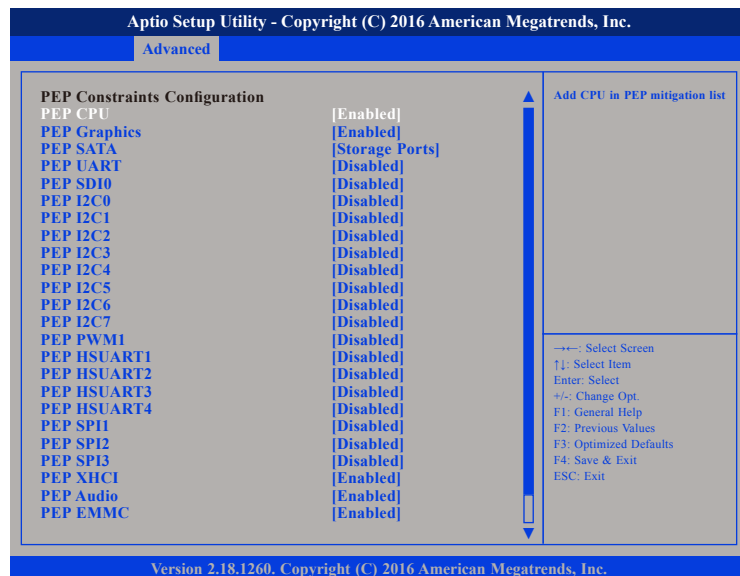 Aptio Setup Utility - Copyright (C) 2016 American Megatrends, Inc.
Advanced
PEP Constraints Configuration
PEP CPU [Enabled]
PEP Graphics [Enabled]
PEP SATA [Storage Ports]
PEP UART [Disabled]
PEP SDI0 [Disabled]
PEP I2C0 [Disabled]
PEP I2C1 [Disabled]
PEP I2C2 [Disabled]
PEP I2C3 [Disabled]
PEP I2C4 [Disabled]
PEP I2C5 [Disabled]
PEP I2C6 [Disabled]
PEP I2C7 [Disabled]
PEP PWM1 [Disabled]
PEP HSUART1 [Disabled]
PEP HSUART2 [Disabled]
PEP HSUART3 [Disabled]
PEP HSUART4 [Disabled]
PEP SPI1 [Disabled]
PEP SPI2 [Disabled]
PEP SPI3 [Disabled]
PEP XHCI [Enabled]
PEP Audio [Enabled]
PEP EMMC [Enabled]
Add CPU in PEP mitigation list
→←: Select Screen
↑↓: Select Item
Enter: Select
+/-: Change Opt.
F1: General Help
F2: Previous Values
F3: Optimized Defaults
F4: Save & Exit
ESC: Exit
Version 2.18.1260. Copyright (C) 2016 American Megatrends, Inc.